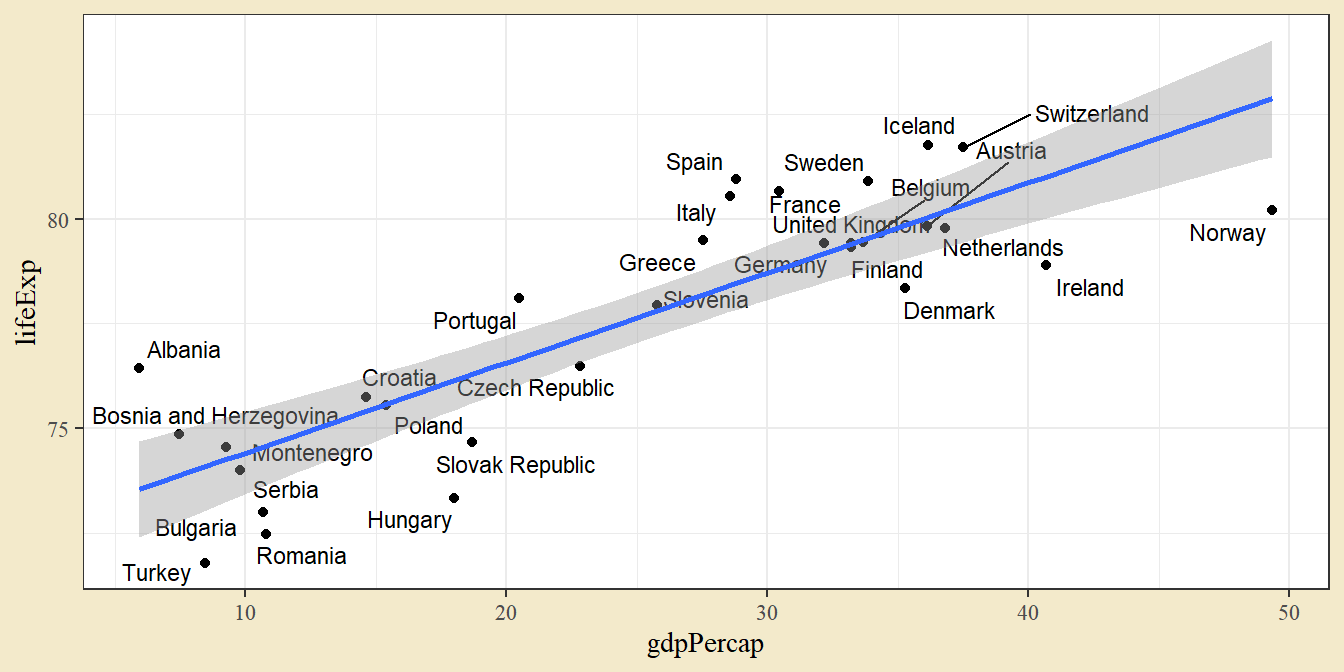 Switzerland
Iceland
Austria
Spain
Sweden
Belgium
Italy
France
United Kingdom
80
Norway
Netherlands
Greece
Germany
Finland
Ireland
Slovenia
Denmark
Portugal
Albania
Croatia
Czech Republic
Bosnia and Herzegovina
75
Poland
Montenegro
Slovak Republic
Serbia
Hungary
Bulgaria
Romania
Turkey
10
20
30
40
50
gdpPercap
lifeExp